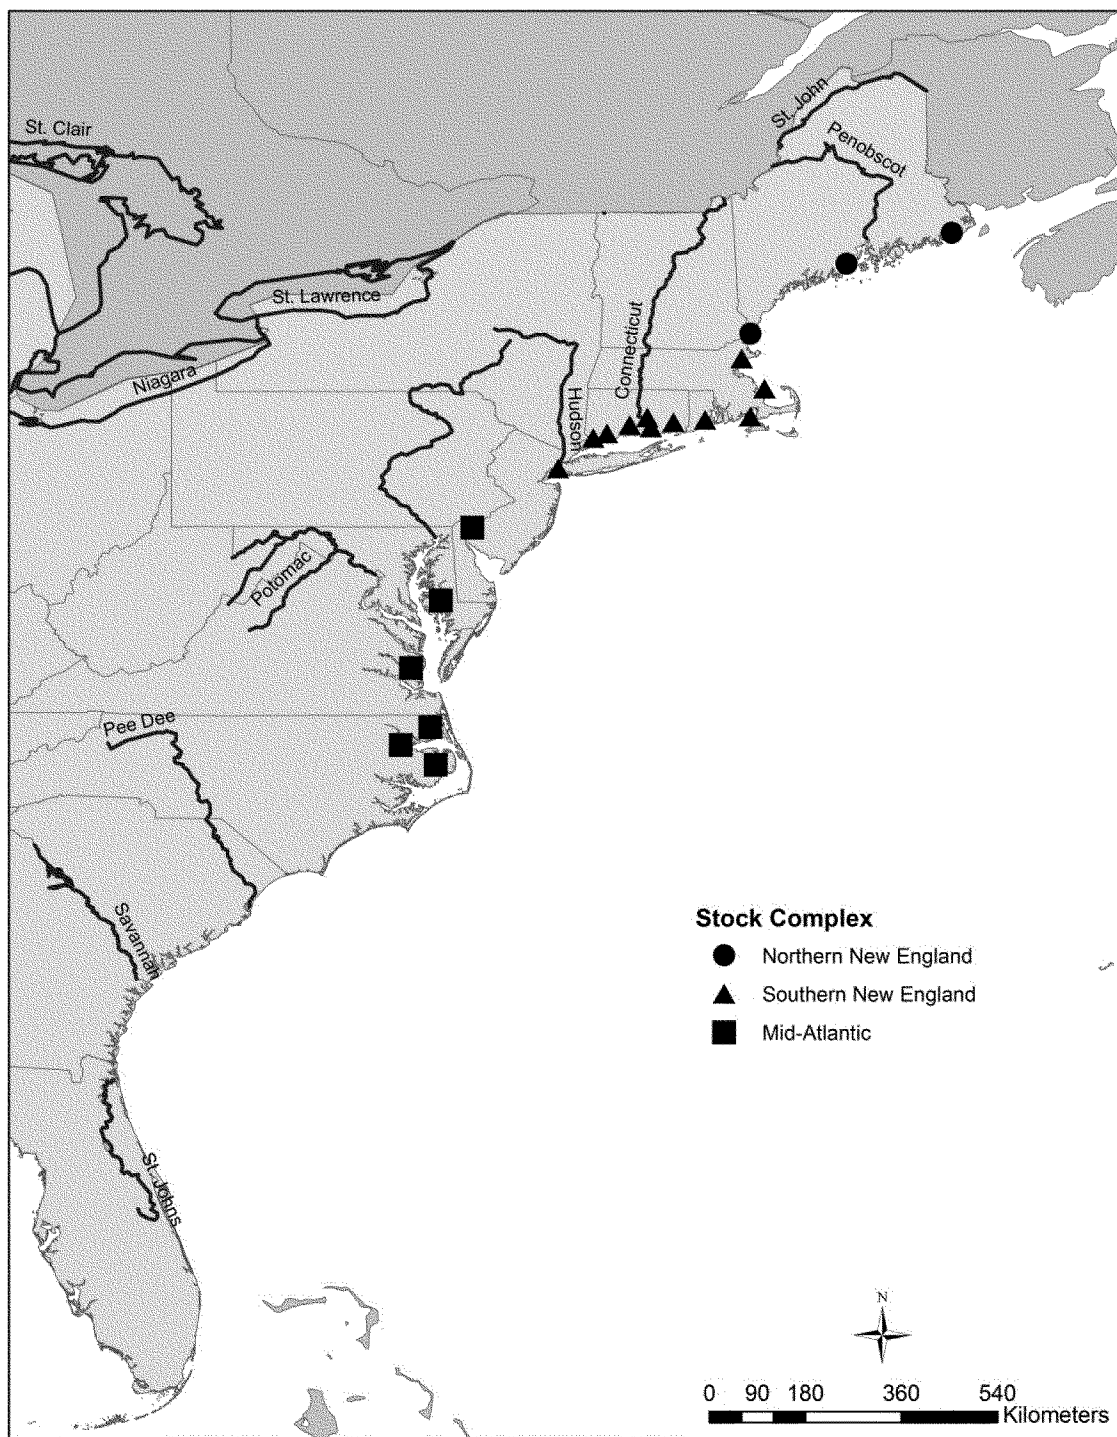 St. John
St. Clair
Penobscot
St. Lawrence
Connecticut
Niagara
Hudson
Potomac
Pee Dee
Savannah
St. Johns
Stock Complex
Northern New England
Southern New England
Mid-Atlantic
N
0 90 180 360 540
Kilometers